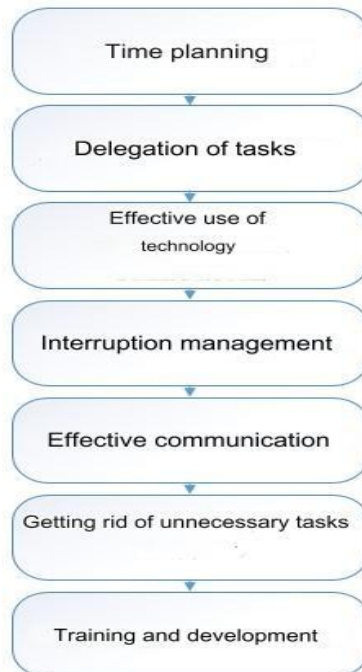 Time planning
Delegation of tasks
Effective use of
technology
Interruption management
Effective communication
Getting rid of unnecessary tasks
Training and development